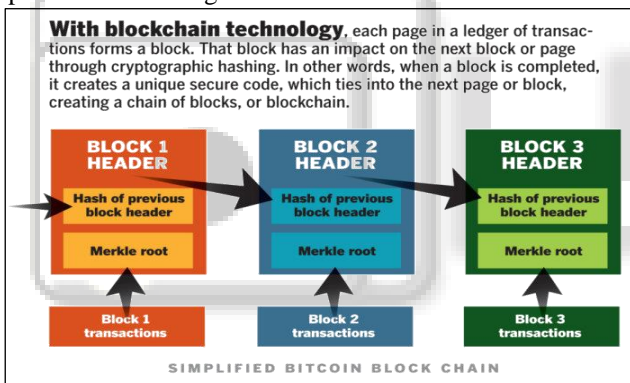 With blockchain technology, each page in a ledger of transac-
tions forms a block. That block has an impact on the next block or page
through cryptographic hashing. In other words, when a block is completed,
it creates a unique secure code, which ties into the next page or block,
creating a chain of blocks, or blockchain.
BLOCK 1
HEADER
Hash of previous
block header
Merkle root
Block 1
transactions
BLOCK 2
HEADER
Hash of previous
block header
Merkle root
Block 2
transactions
BLOCK 3
HEADER
Hash of previous
block header
Merkle root
Block 3
transactions
SIMPLIFIED BITCOIN BLOCK CHAIN